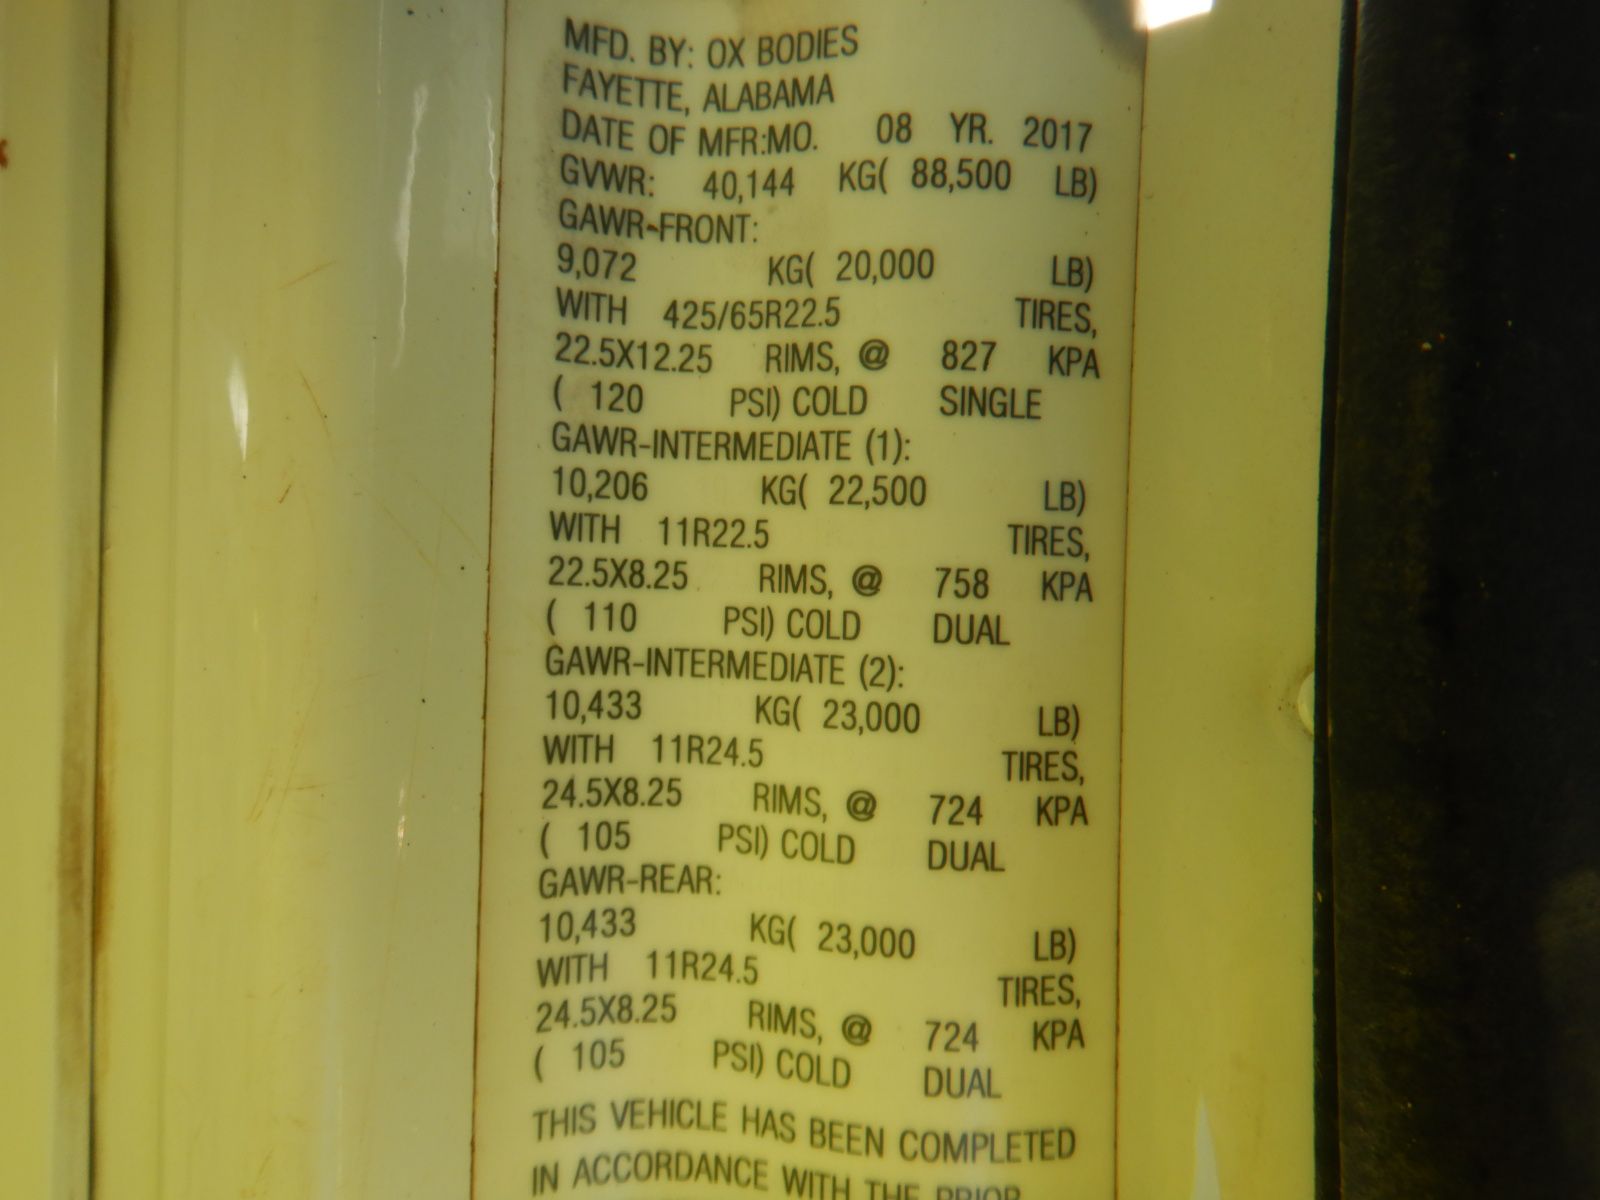 MFD. BY: OX BODIES
FAYETTE, ALABAMA
DATE OF MFR:MO. 08 YR. 2017
GVWR: 40,144 KG( 88,500 LB)
GAWR-FRONT:
9,072 KG( 20,000 LB)
WITH 425/65R22.5 TIRES,
22.5X12.25 RIMS, @ 827 KPA
( 120 PSI) COLD SINGLE
GAWR-INTERMEDIATE (1):
10,206 KG( 22,500 LB)
WITH 11R22.5 TIRES,
22.5X8.25 RIMS, @ 758 KPA
( 110 PSI) COLD DUAL
GAWR-INTERMEDIATE (2):
10,433 KG( 23,000 LB)
WITH 11R24.5 TIRES,
24.5X8.25 RIMS, @ 724 KPA
( 105 PSI) COLD DUAL
GAWR-REAR:
10,433 KG( 23,000 LB)
WITH 11R24.5 TIRES,
24.5X8.25 RIMS, @ 724 KPA
( 105 PSI) COLD DUAL
THIS VEHICLE HAS BEEN COMPLETED
IN ACCORDANCE WITH THE PRIOR